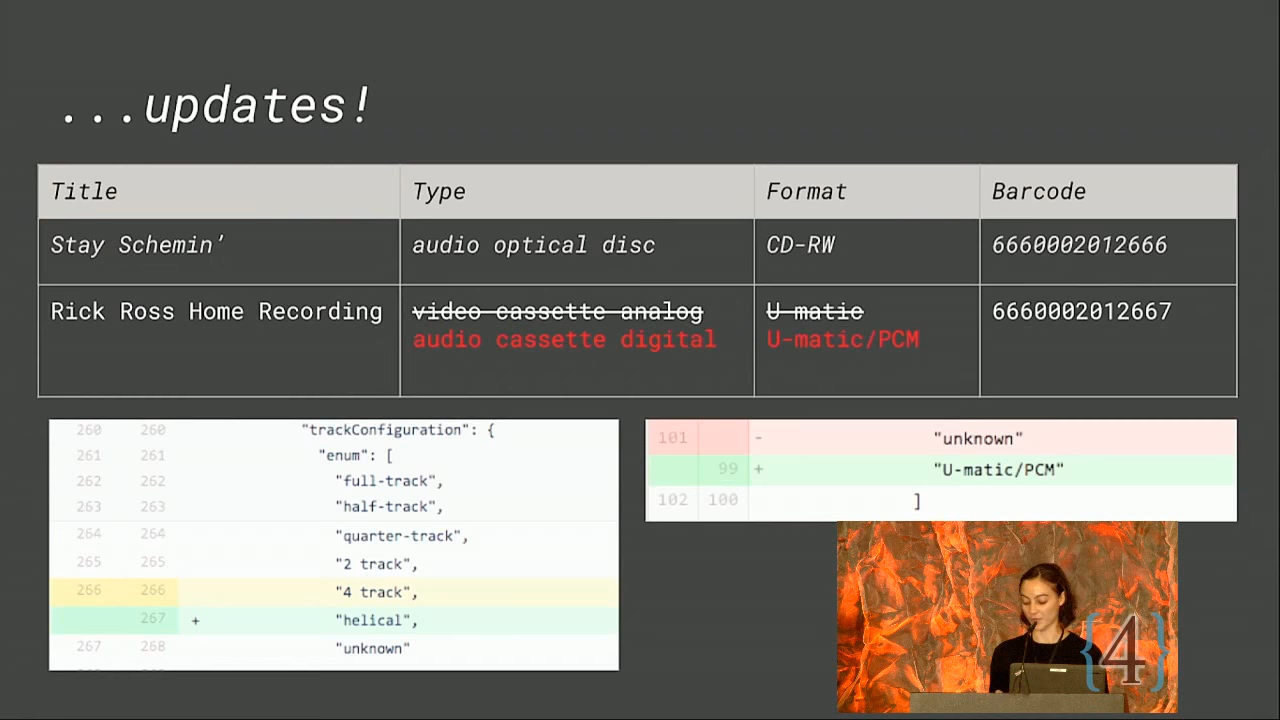 ...updates!
Title Type Format Barcode
Stay Schemin’ audio optical disc CD-RW 6660002012666
Rick Ross Home Recording video cassette analog U-matic 6660002012667
audio cassette digital U-matic/PCM
260 260 "trackConfiguration": {
261 261 "enum": [
262 262 "full-track",
263 263 "half-track",
264 264 "quarter-track",
265 265 "2 track",
266 266 "4 track",
267 + "helical",
267 268 "unknown"
101 - "unknown"
99 + "U-matic/PCM"
102 100 ]
{4}